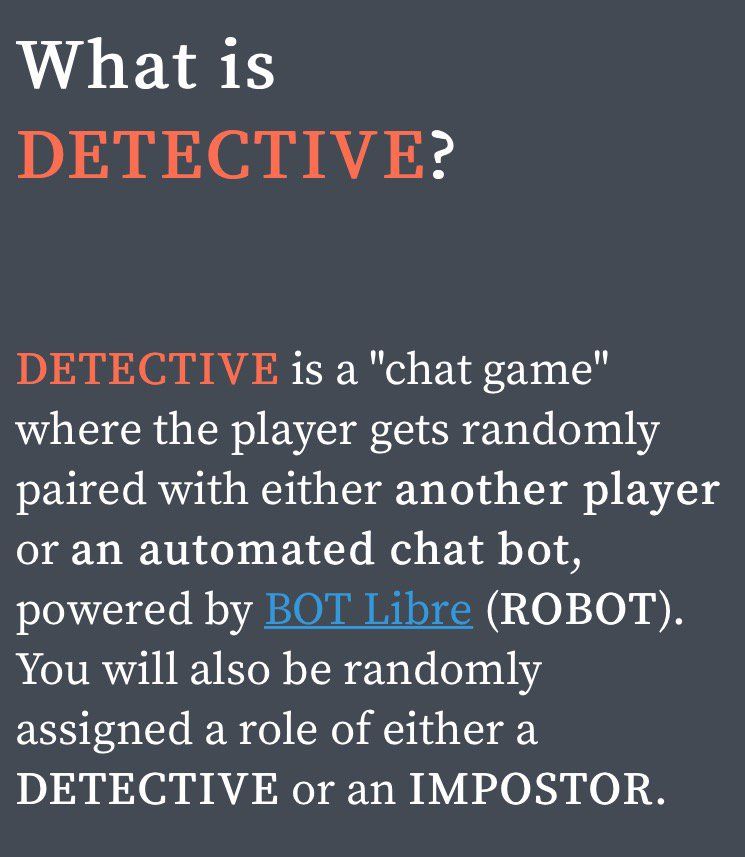 What is
DETECTIVE?
DETECTIVE is a "chat game"
where the player gets randomly
paired with either another player
or an automated chat bot,
powered by BOT Libre (ROBOT).
You will also be randomly
assigned a role of either a
DETECTIVE or an IMPOSTOR.